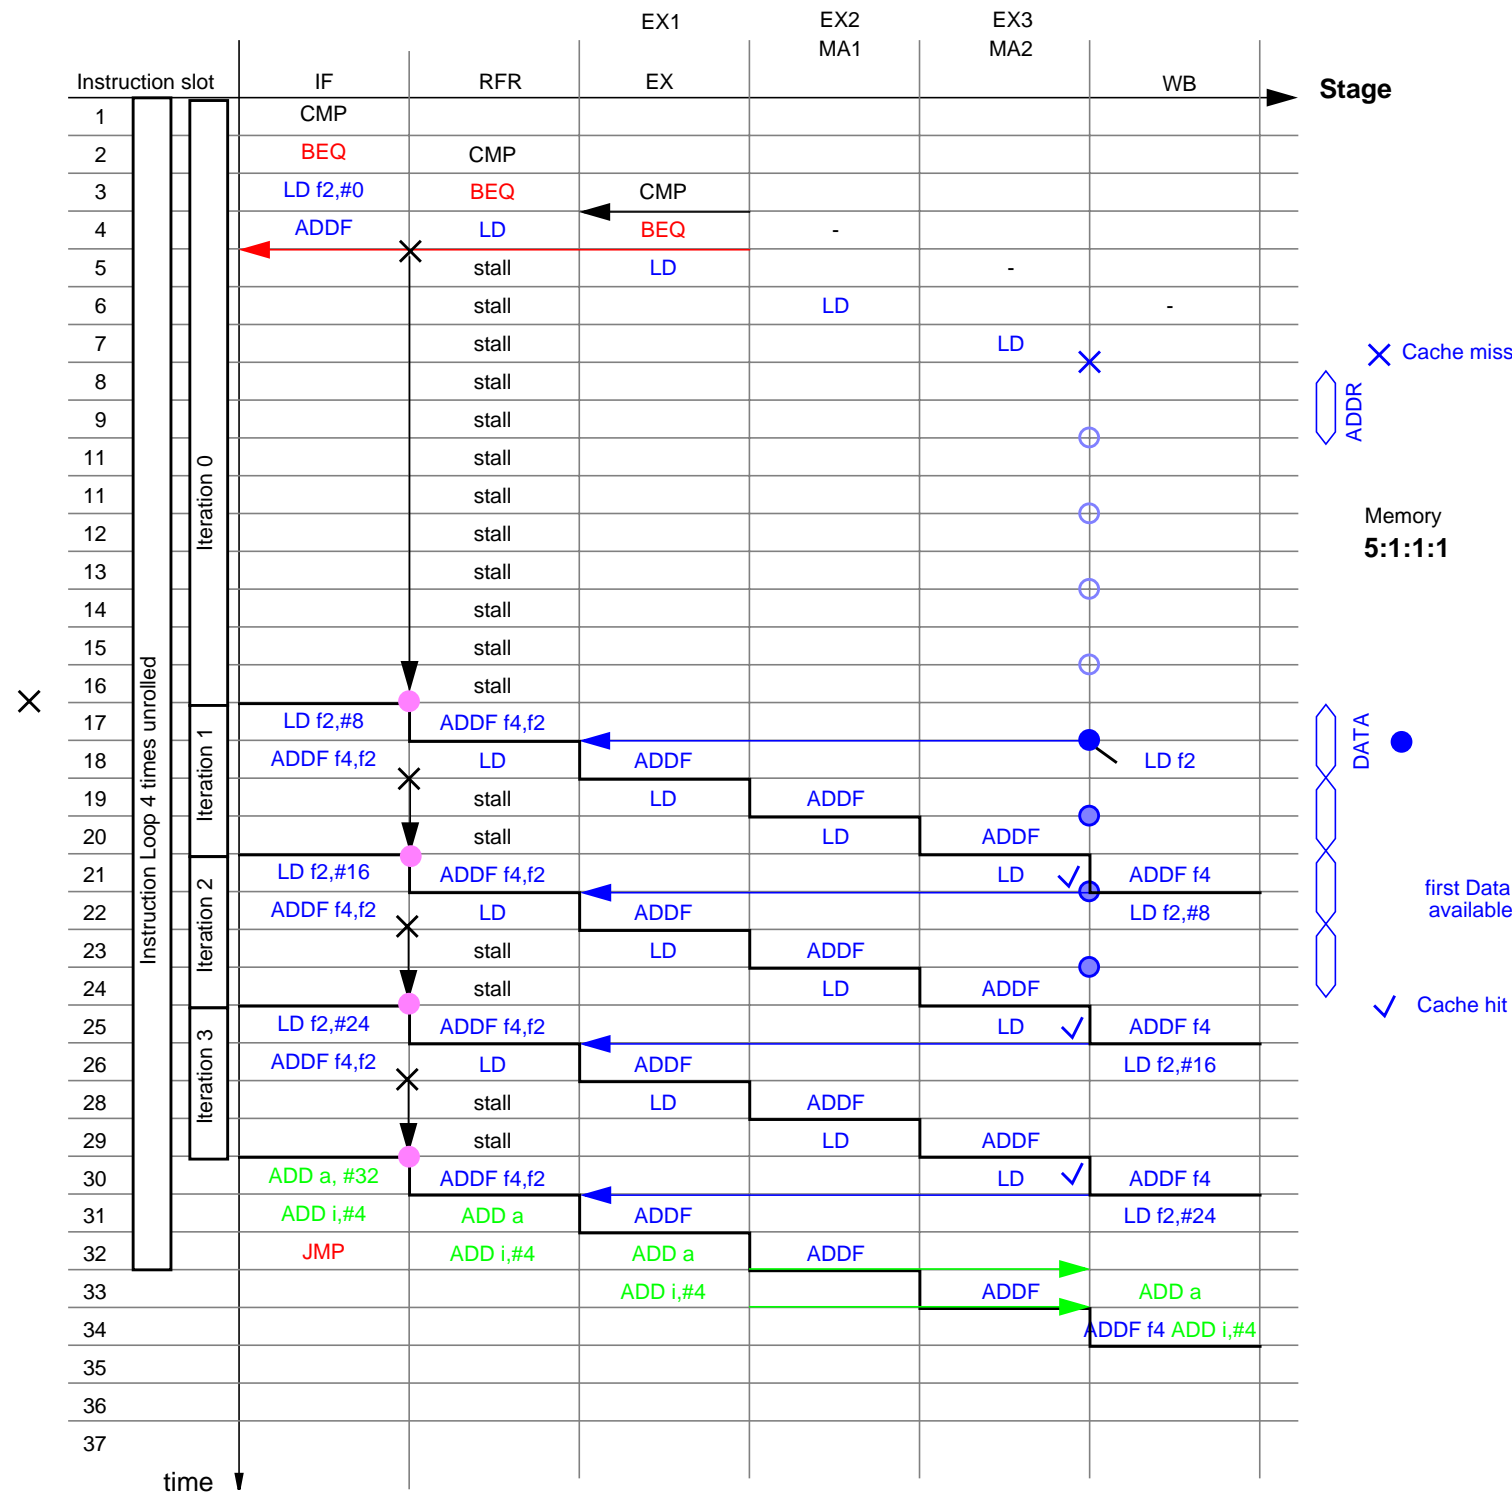 EX1 EX2 EX3
MA1 MA2
Instruction slot IF RFR EX WB Stage
1 CMP
2 BEQ CMP
3 LD f2,#0 BEQ CMP
4 ADDF LD BEQ -
5 stall LD -
6 stall LD -
7 stall LD
Cache miss
8 stall
ADDR
9 stall
11 stall
Iteration 0
11 stall
Memory
12 stall
5:1:1:1
13 stall
14 stall
15 stall
16 stall
Instruction Loop 4 times unrolled
17 LD f2,#8 ADDF f4,f2
DATA
18 ADDF f4,f2 LD ADDF LD f2
Iteration 1
19 stall LD ADDF
20 stall LD ADDF
21 LD f2,#16 ADDF f4,f2 LD ADDF f4
first Data
available
22 ADDF f4,f2 LD ADDF LD f2,#8
Iteration 2
23 stall LD ADDF
24 stall LD ADDF
Cache hit
25 LD f2,#24 ADDF f4,f2 LD ADDF f4
26 ADDF f4,f2 LD ADDF LD f2,#16
Iteration 3
28 stall LD ADDF
29 stall LD ADDF
30 ADD a, #32 ADDF f4,f2 LD ADDF f4
31 ADD i,#4 ADD a ADDF LD f2,#24
32 JMP ADD i,#4 ADD a ADDF
33 ADD i,#4 ADDF ADD a
34 ADDF f4 ADD i,#4
35
36
37
time